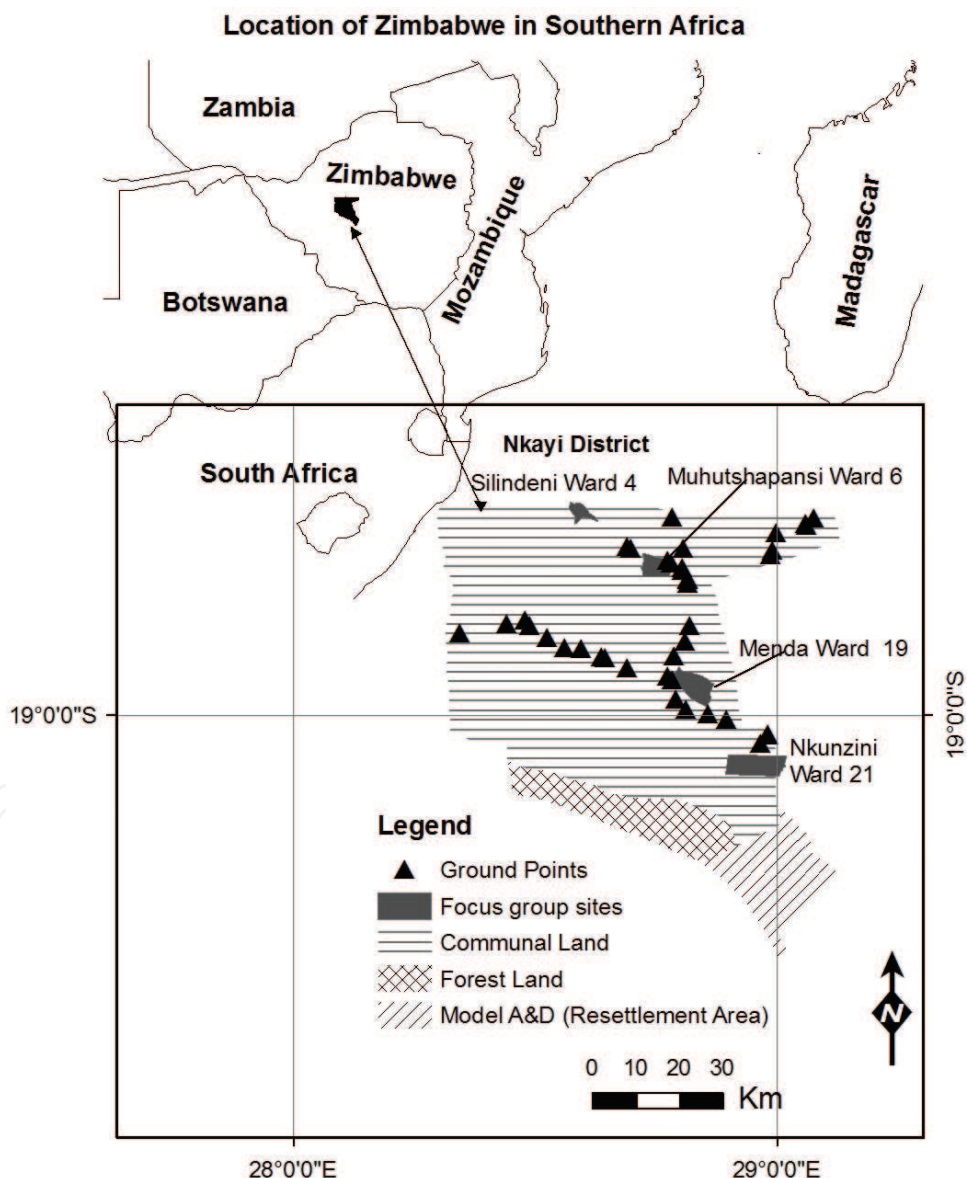 Location of Zimbabwe in Southern Africa
Zambia
Zimbabwe
Mozambique
Madagascar
Botswana
Nkayi District
South Africa
Silindeni Ward 4
Muhutshapansi Ward 6
Menda Ward 19
19°0'0"S
19°0'0"S
Nkunzini
Ward 21
Legend
Ground Points
Focus group sites
Communal Land
Forest Land
Model A&D (Resettlement Area)
N
0 10 20 30
Km
28°0'0"E
29°0'0"E